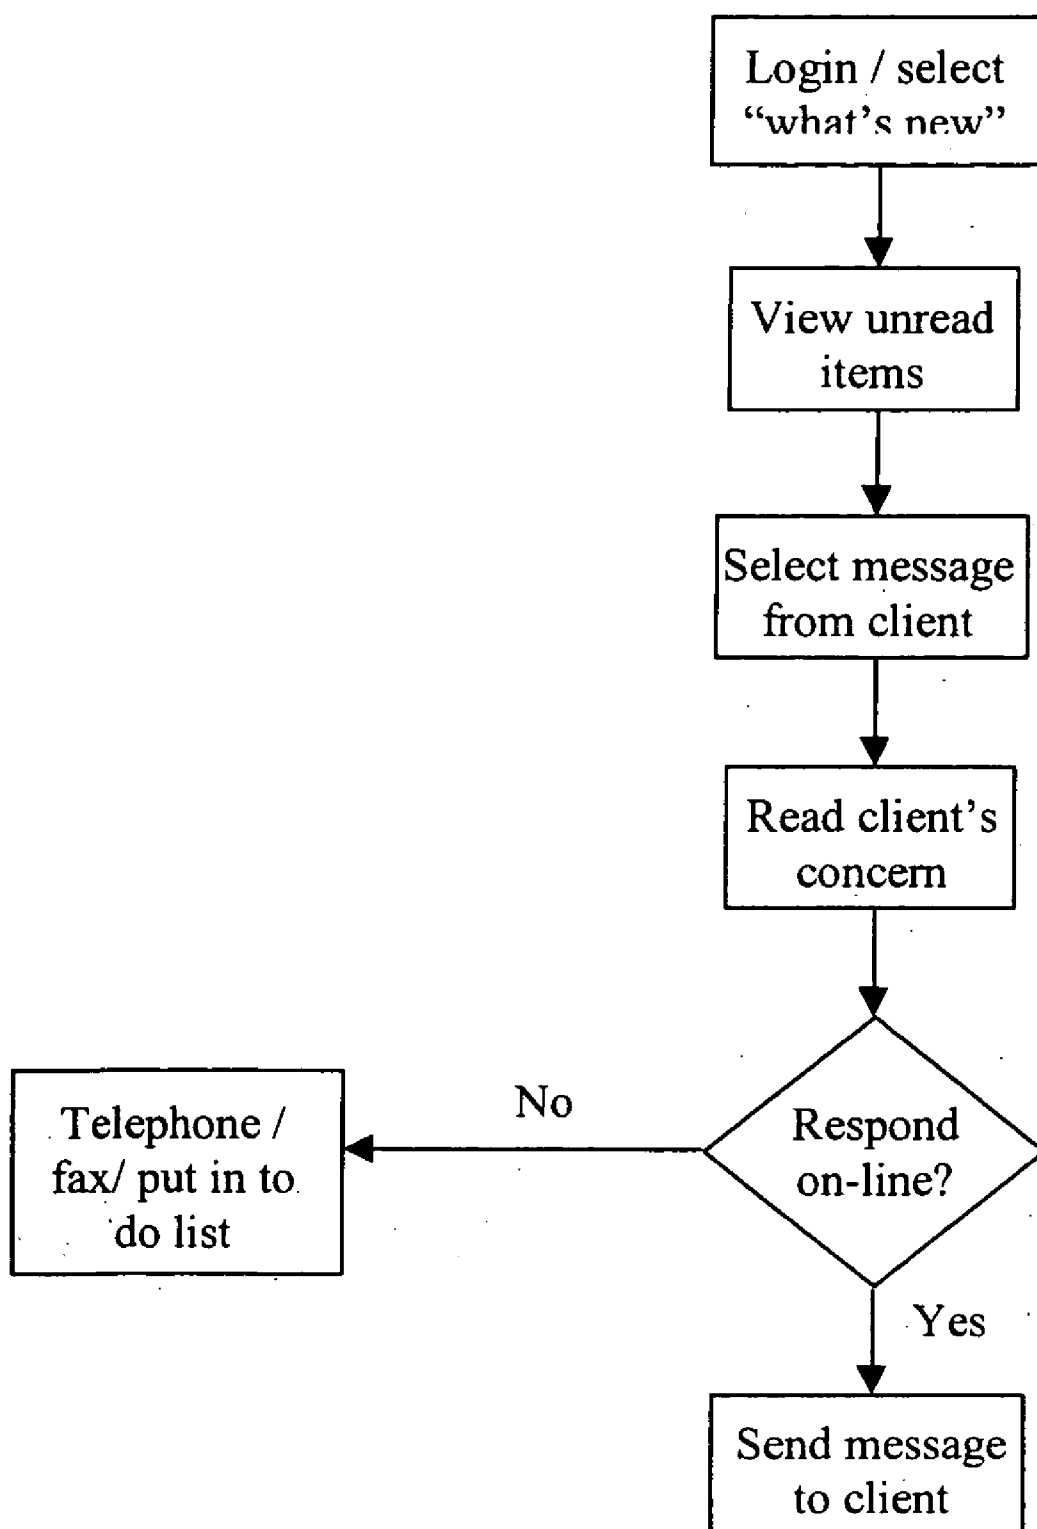 Login / select
“what’s new”
View unread
items
Select message
from client
Read client’s
concern
No
Telephone /
fax/ put in to
do list
Respond
on-line?
Yes
Send message
to client